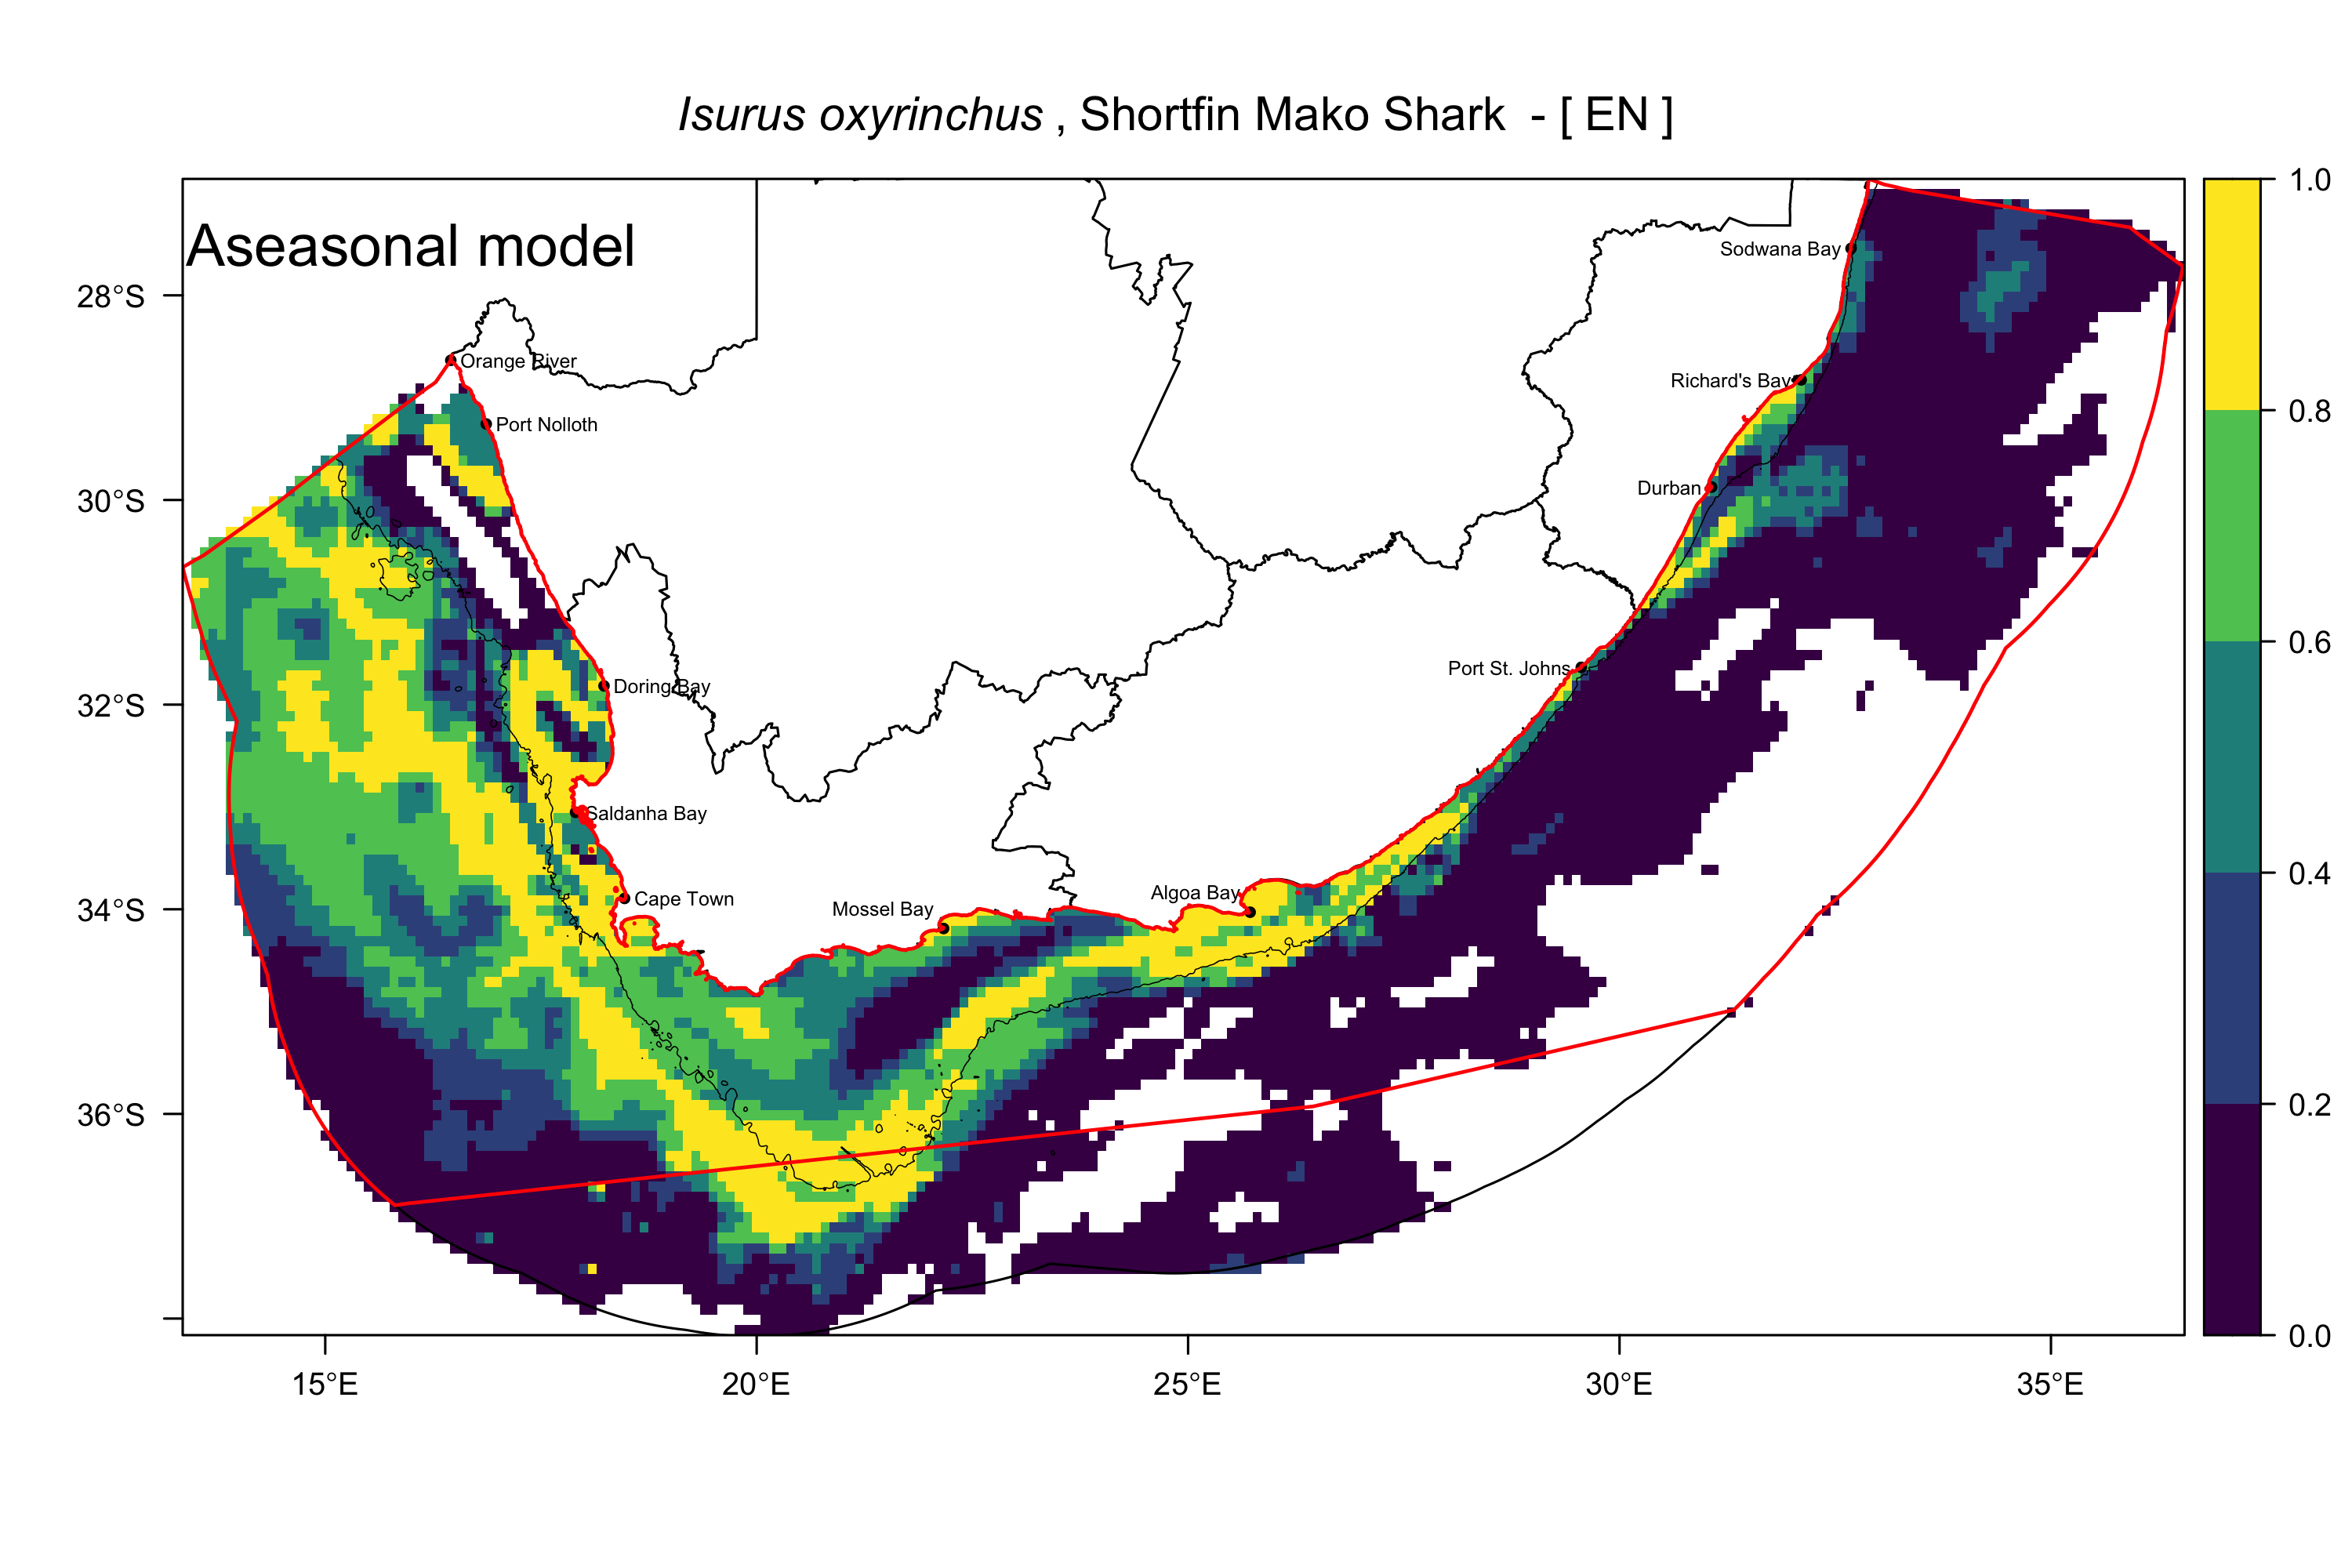 Isurus oxyrinchus , Shortfin Mako Shark - [ EN ]
Aseasonal model
1.0
0.8
0.6
0.4
0.2
0.0
28°S
30°S
32°S
34°S
36°S
Sodwana Bay
Orange River
Richard's Bay
Port Nolloth
Durban
Port St. Johns
Doring Bay
Saldanha Bay
Algoa Bay
Cape Town
Mossel Bay
15°E
20°E
25°E
30°E
35°E